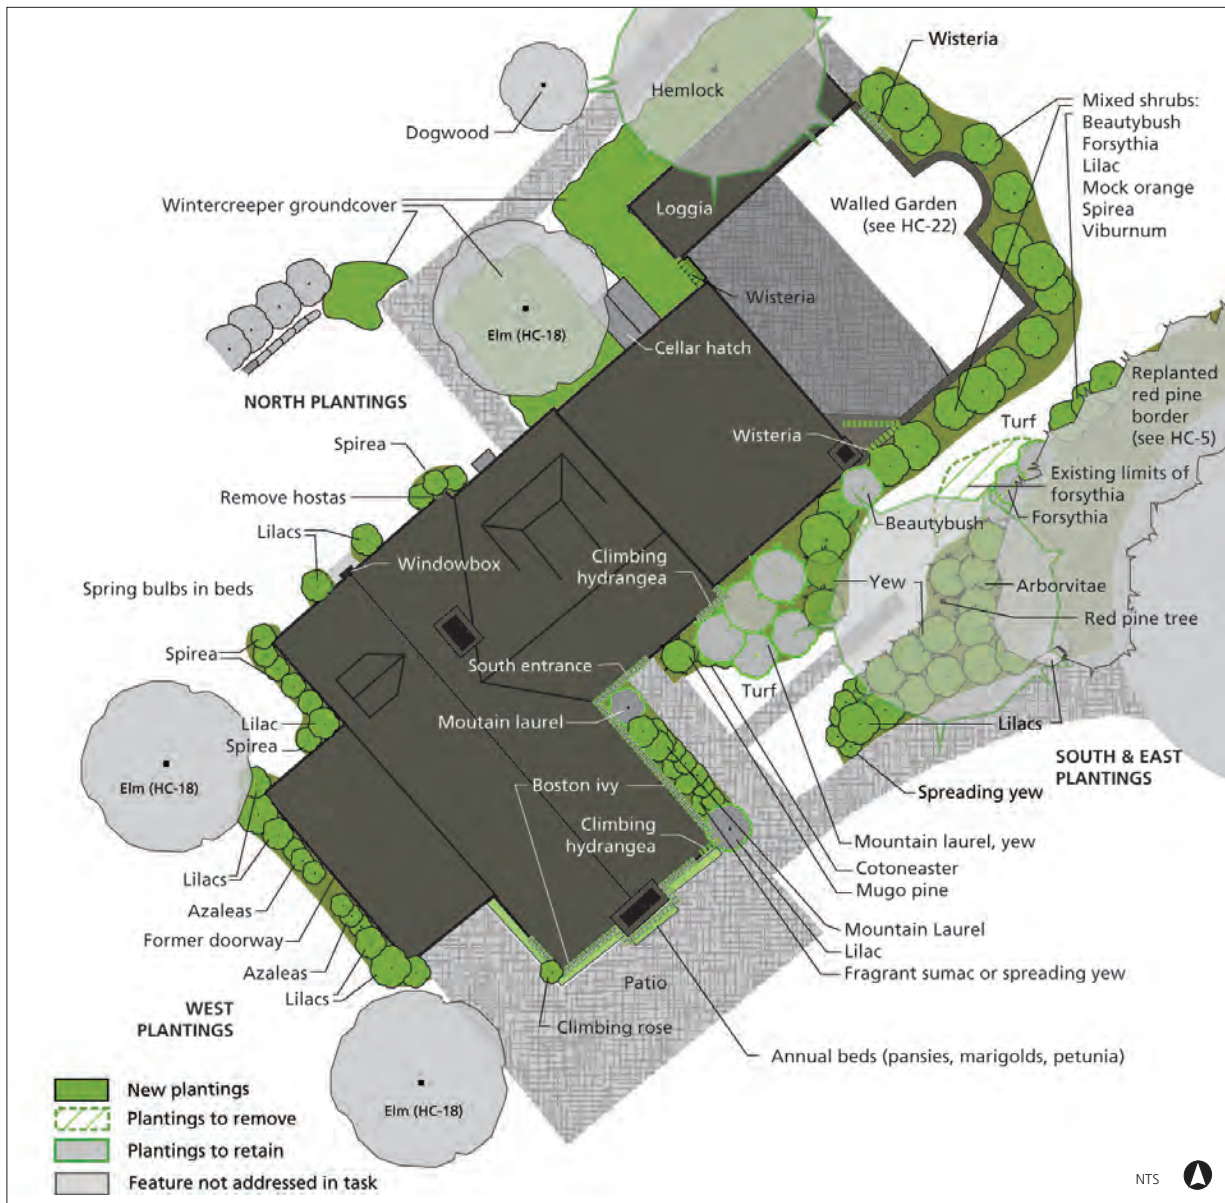 Wisteria
Hemlock
Dogwood
Mixed shrubs:
Beautybush
Forsythia
Lilac
Mock orange
Spirea
Viburnum
Wintercreeper groundcover
Loggia
Walled Garden
(see HC-22)
Wisteria
Elm (HC-18)
Cellar hatch
NORTH PLANTINGS
Replanted
red pine
border
(see HC-5)
Turf
Wisteria
Spirea
Existing limits of
forsythia
Remove hostas
Forsythia
Beautybush
Lilacs
Climbing
hydrangea
Windowbox
Spring bulbs in beds
Yew
Arborvitae
Red pine tree
Spirea
South entrance
Turf
Moutain laurel
Lilac
Spirea
Lilacs
SOUTH & EAST
PLANTINGS
Elm (HC-18)
Boston ivy
Spreading yew
Climbing
hydrangea
Mountain laurel, yew
Cotoneaster
Mugo pine
Lilacs
Azaleas
Mountain Laurel
Lilac
Fragrant sumac or spreading yew
Former doorway
Azaleas
Lilacs
Patio
WEST
PLANTINGS
Climbing rose
Annual beds (pansies, marigolds, petunia)
Elm (HC-18)
New plantings
Plantings to remove
Plantings to retain
Feature not addressed in task
NTS